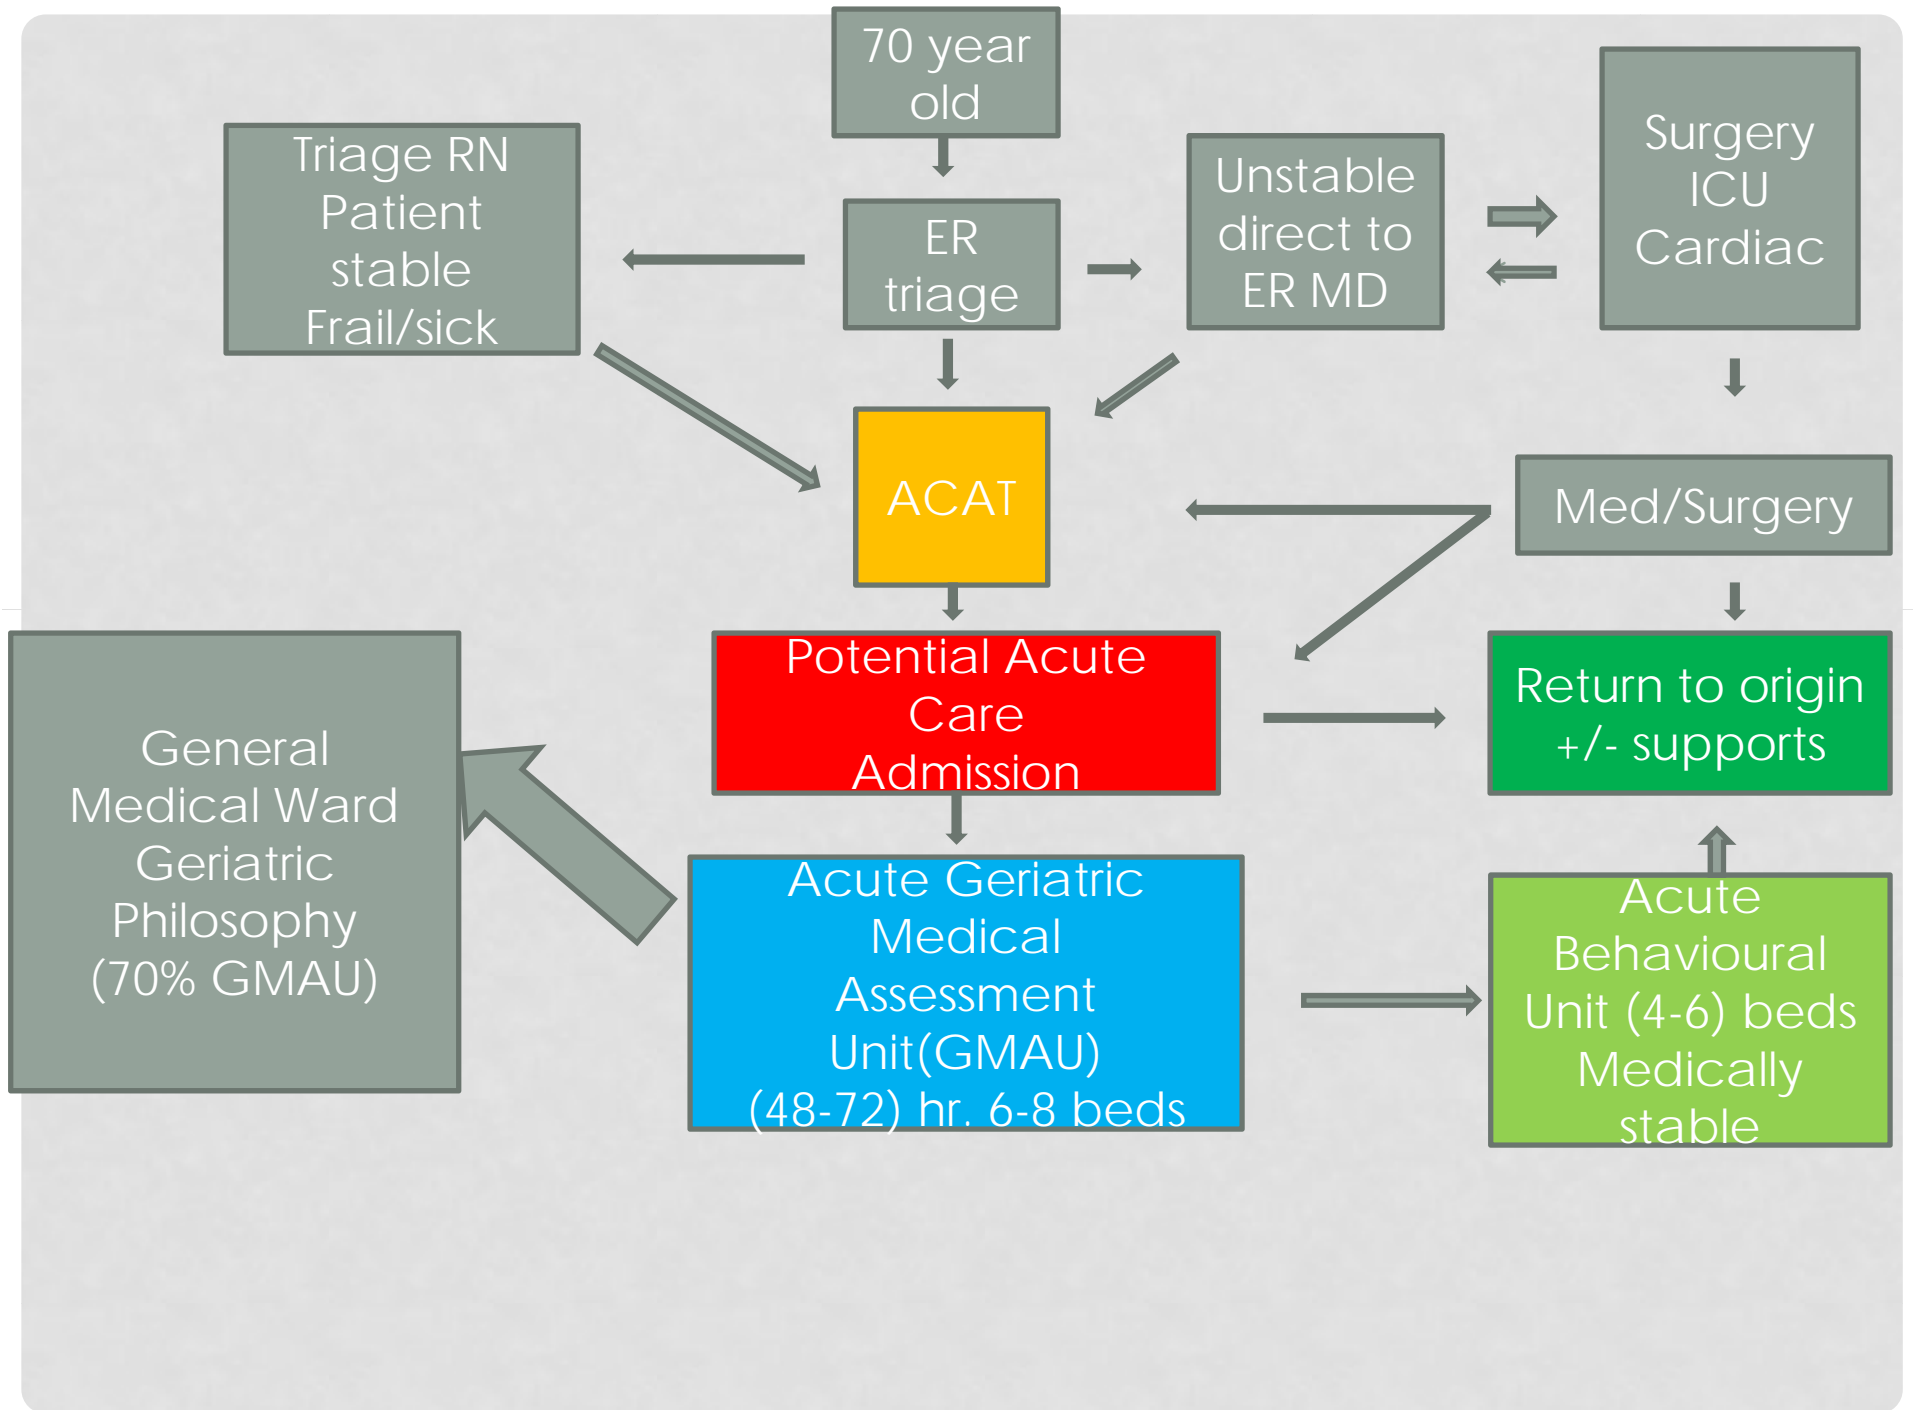 70 year
old
Triage RN
Patient
stable
Frail/sick
ER
triage
Unstable
direct to
ER MD
Surgery
ICU
Cardiac
ACAT
Med/Surgery
Potential Acute
Care
Admission
Return to origin
+/- supports
General
Medical Ward
Geriatric
Philosophy
(70% GMAU)
Acute Geriatric
Medical
Assessment
Unit(GMAU)
(48-72) hr. 6-8 beds
Acute
Behavioural
Unit (4-6) beds
Medically
stable